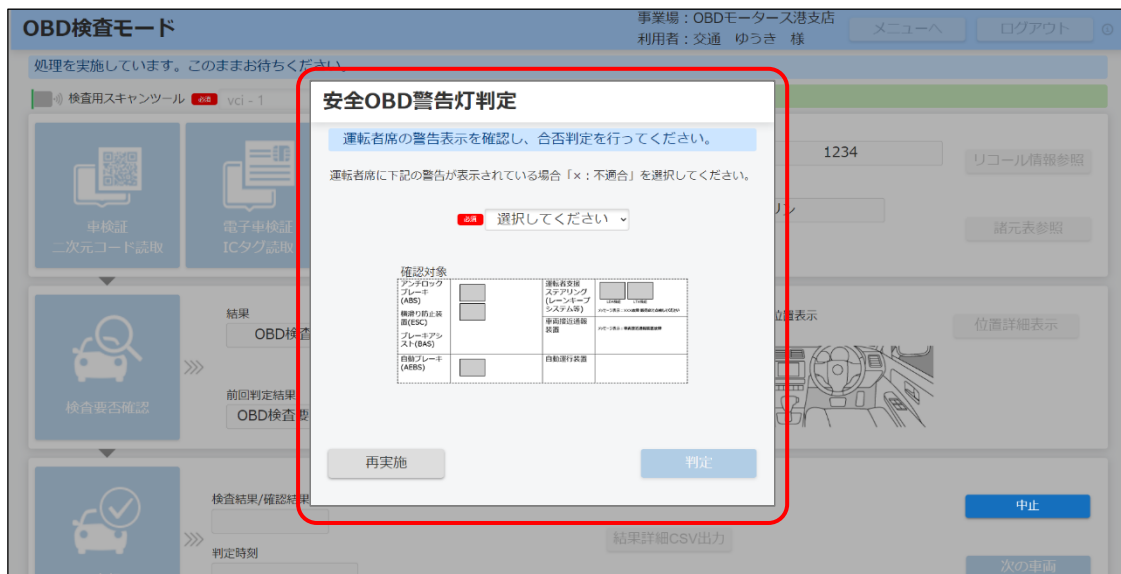 OBD検査モード
事業場：OBDモータース港支店
利用者：交通 ゆうき 様
メニューへ
ログアウト
処理を実施しています。このままお待ちください。
検査用スキャンツール 必須 vci - 1
車検証
二次元コード読取
電子車検証
ICタグ読取
1234
リコール情報参照
リン
諸元表参照
安全OBD警告灯判定
運転者席の警告表示を確認し、合否判定を行ってください。
運転者席に下記の警告が表示されている場合「×：不適合」を選択してください。
必須 選択してください
確認対象
アンチロック
ブレーキ
(ABS)
横滑り防止装
置(ESC)
ブレーキアシ
スト(BAS)
運転者支援
ステアリング
(レーンキープ
システム等)
車両接近通報
装置
自動ブレーキ
(AEBS)
自動運行装置
再実施
判定
検査要否確認
結果
OBD検査
前回判定結果
OBD検査要
位置表示
位置詳細表示
検査結果/確認結果
判定時刻
結果詳細CSV出力
中止
次の車両